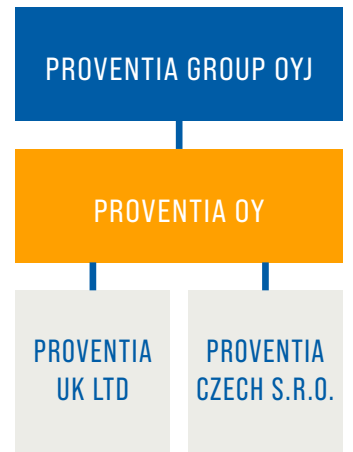 PROVENTIA GROUP OYJ
PROVENTIA OY
PROVENTIA
UK LTD
PROVENTIA
CZECH S.R.O.